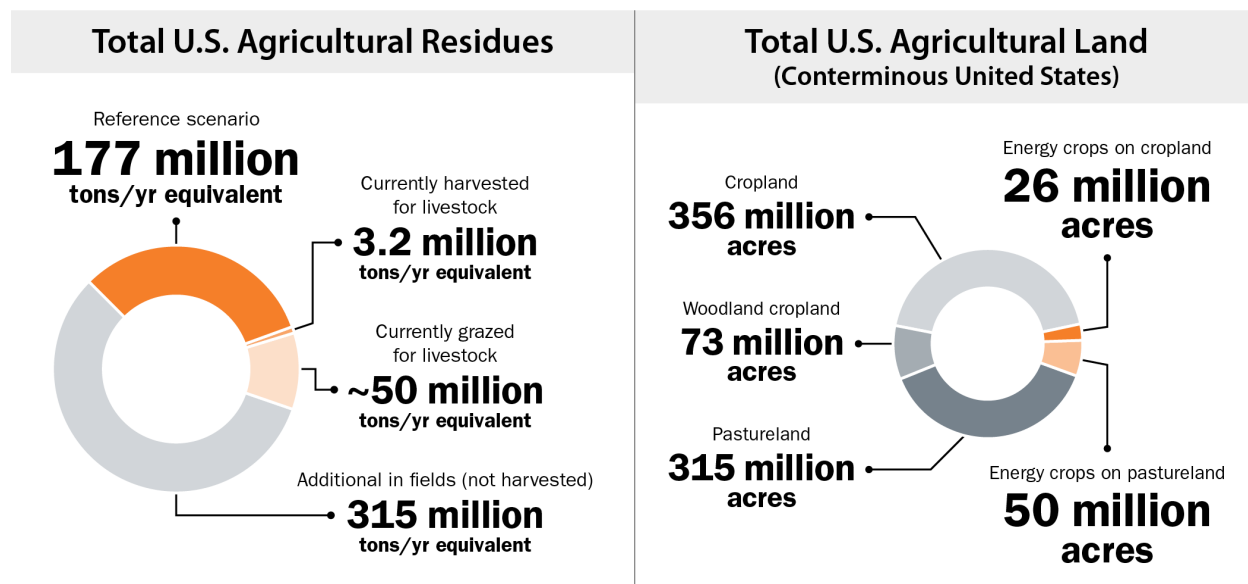 Total U.S. Agricultural Residues
Reference scenario
177 million
tons/yr equivalent
Currently harvested
for livestock
3.2 million
tons/yr equivalent
Currently grazed
for livestock
~50 million
tons/yr equivalent
Additional in fields (not harvested)
315 million
tons/yr equivalent
Total U.S. Agricultural Land
(Conterminous United States)
Cropland
356 million
acres
Woodland cropland
73 million
acres
Pastureland
315 million
acres
Energy crops on cropland
26 million
acres
Energy crops on pastureland
50 million
acres